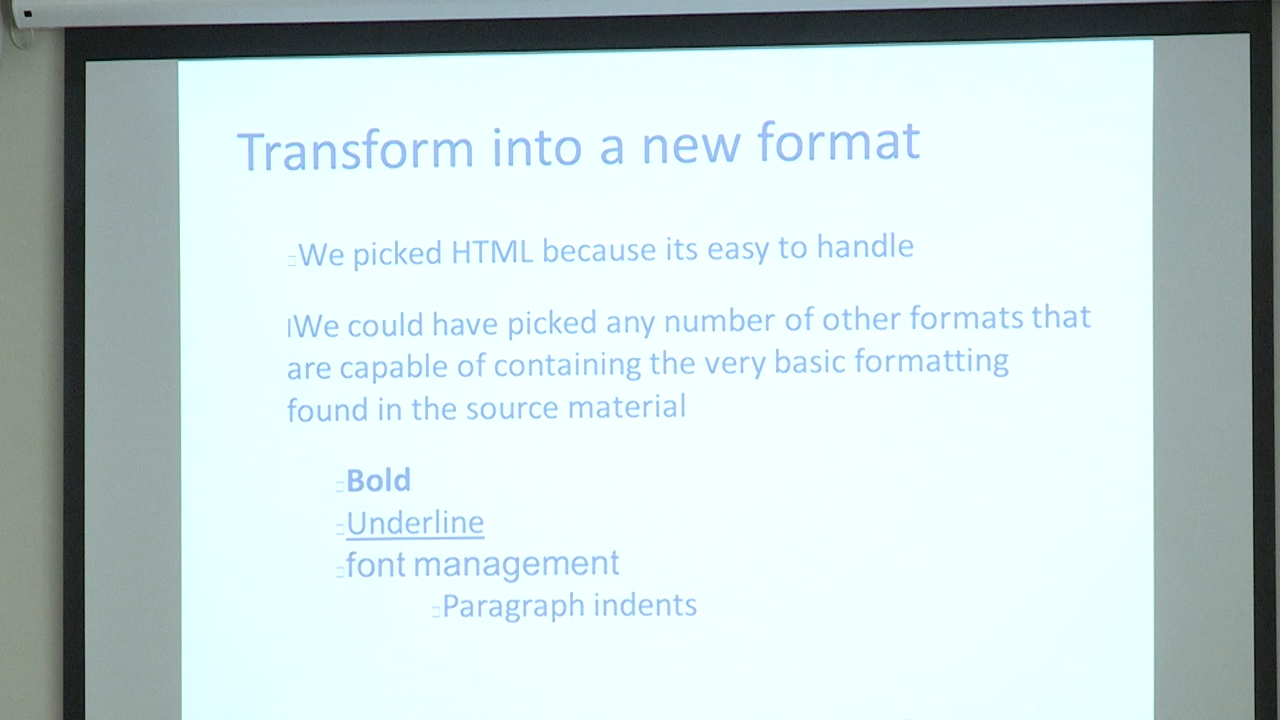 Transform into a new format
We picked HTML because its easy to handle
We could have picked any number of other formats that
are capable of containing the very basic formatting
found in the source material
Bold
Underline
font management
Paragraph indents